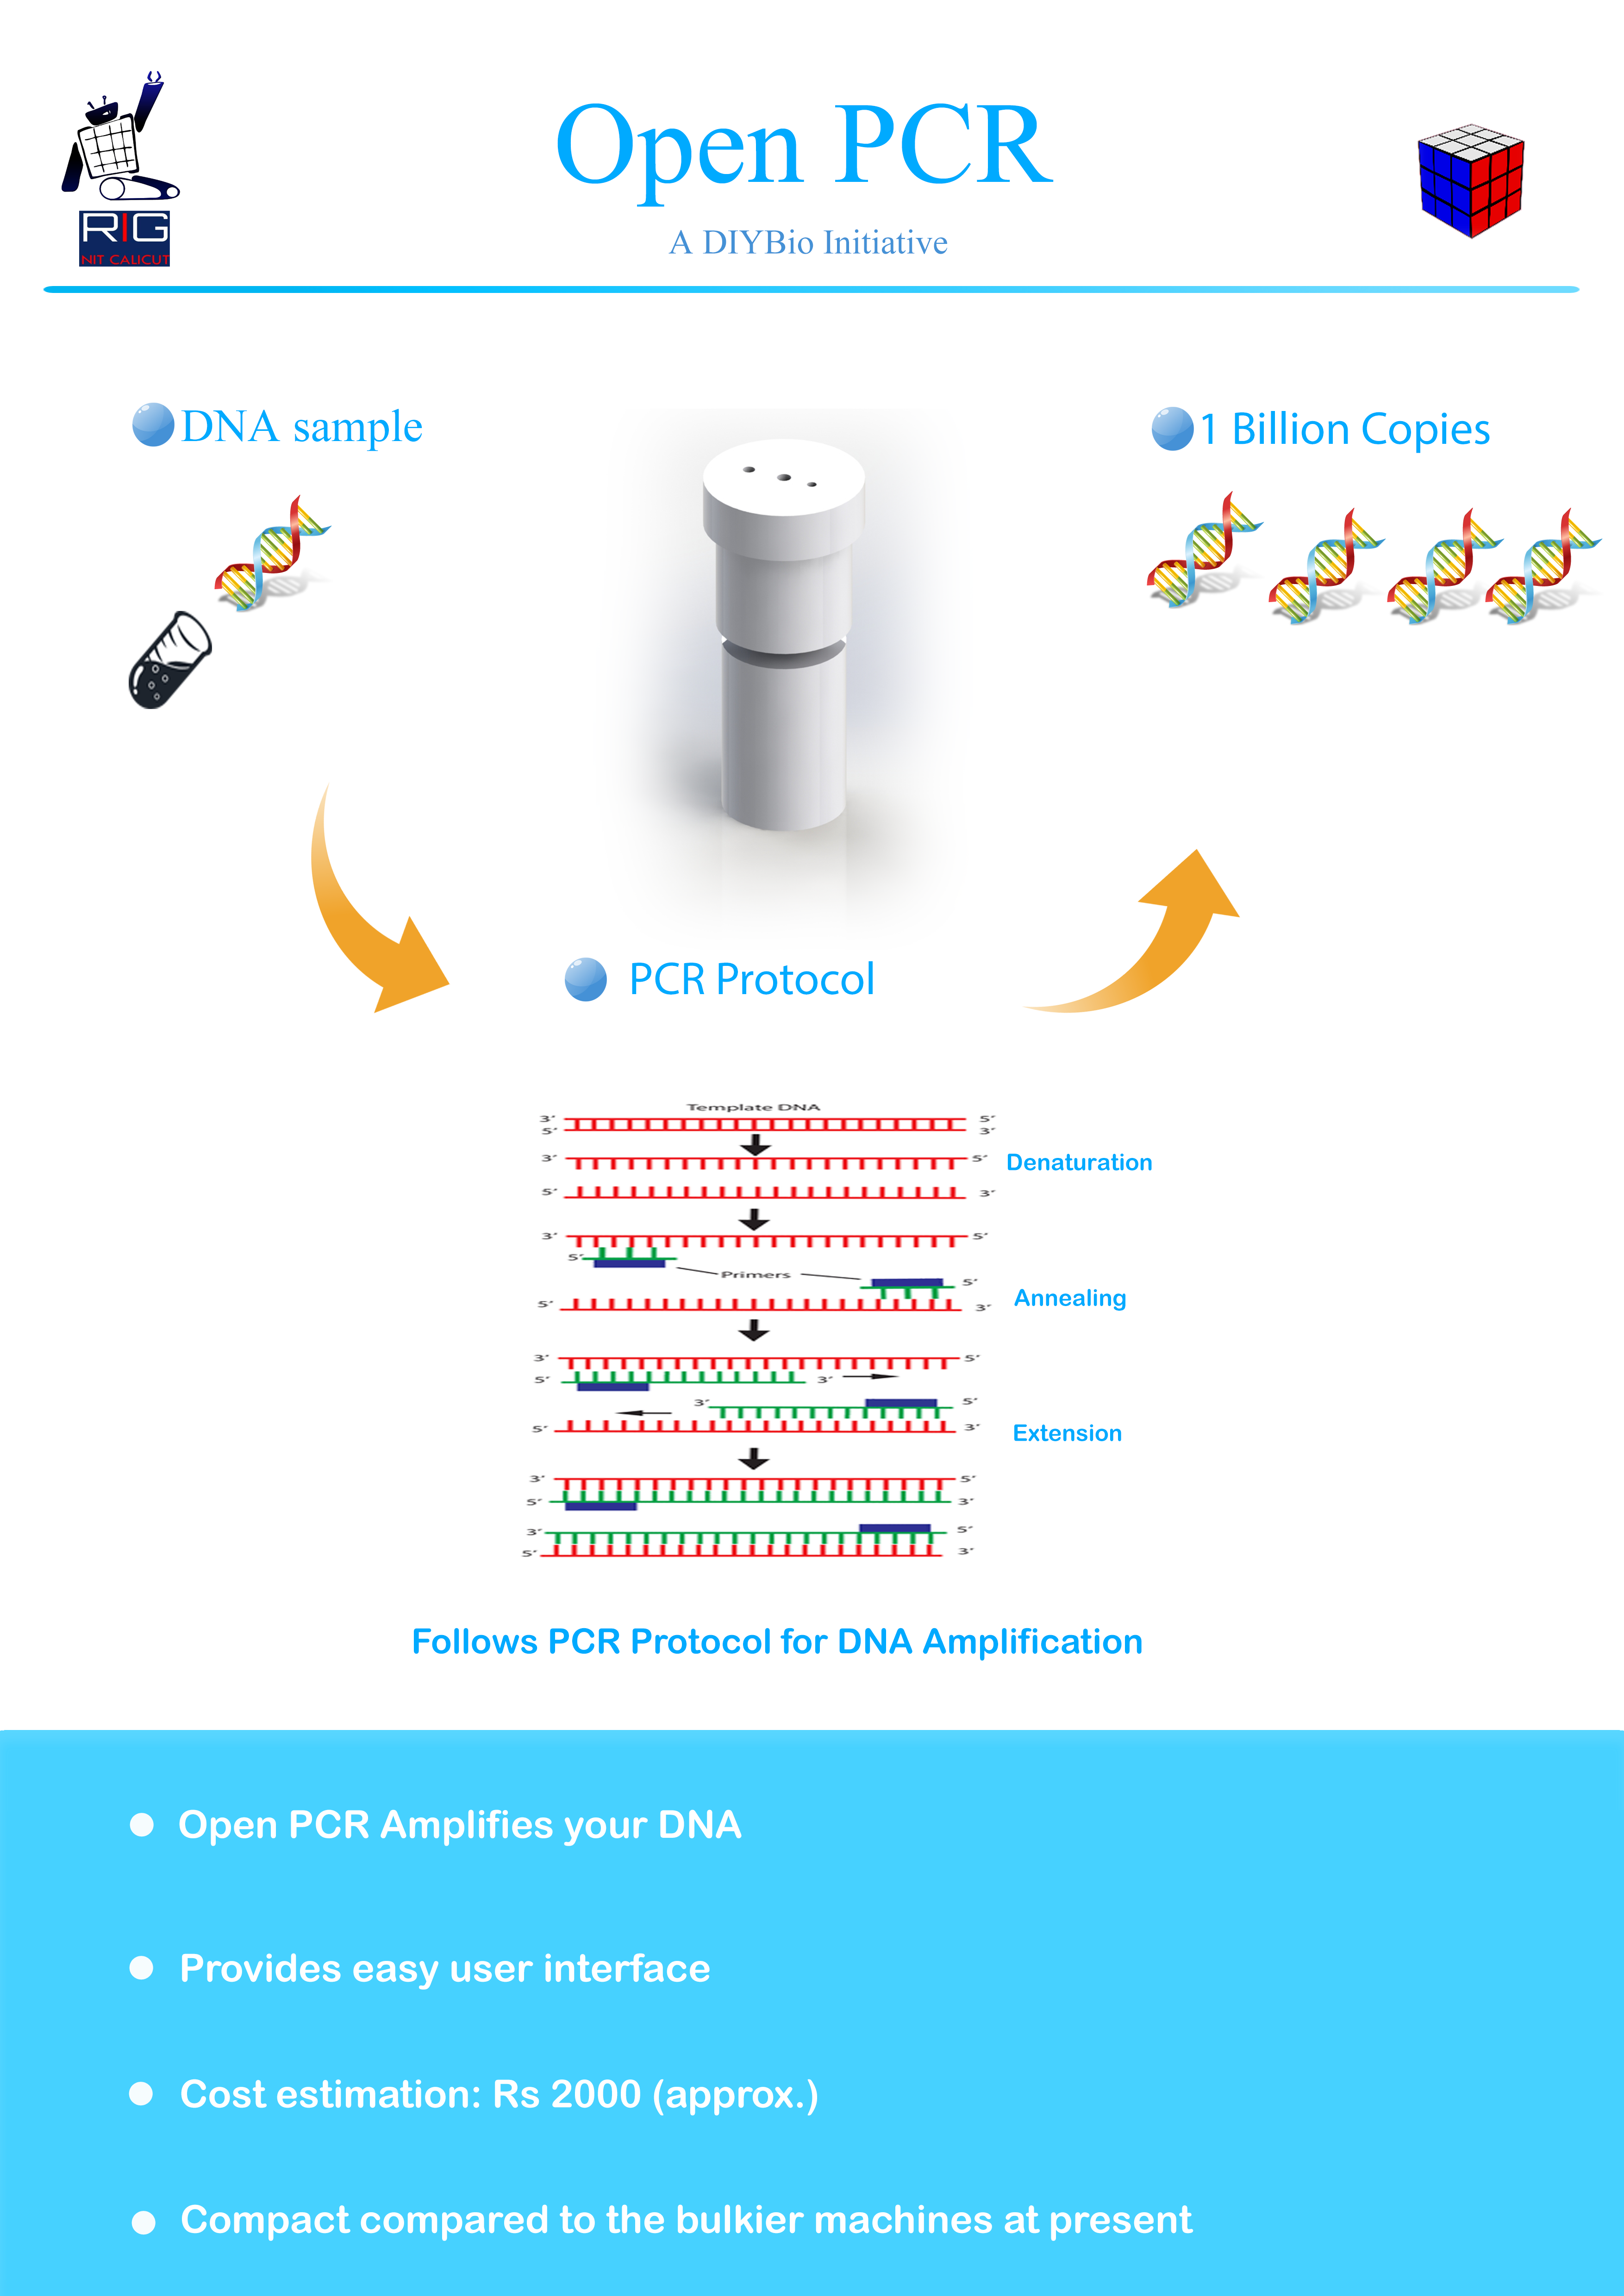 RIG
NIT CALICUT
Open PCR
A DIYBio Initiative
DNA sample
1 Billion Copies
PCR Protocol
Template DNA
3' 5'
5' 3'
3' 5'
Denaturation
5' 3'
3' 5'
5'
Primers
5'
Annealing
5' 3'
3' 5'
5' 3'
3' 5'
Extension
5' 3'
3' 5'
5' 3'
3' 5'
5' 3'
Follows PCR Protocol for DNA Amplification
Open PCR Amplifies your DNA
Provides easy user interface
Cost estimation: Rs 2000 (approx.)
Compact compared to the bulkier machines at present